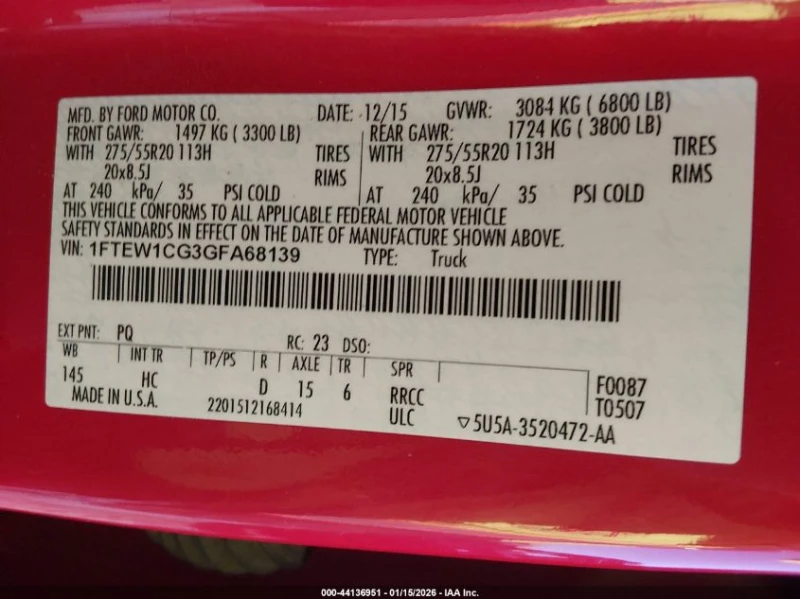 MFD. BY FORD MOTOR CO. DATE: 12/15 GVWR: 3084 KG ( 6800 LB)
FRONT GAWR: 1497 KG ( 3300 LB) REAR GAWR: 1724 KG ( 3800 LB)
WITH 275/55R20 113H TIRES WITH 275/55R20 113H TIRES
20x8.5J RIMS 20x8.5J RIMS
AT 240 kPa/ 35 PSI COLD AT 240 kPa/ 35 PSI COLD
THIS VEHICLE CONFORMS TO ALL APPLICABLE FEDERAL MOTOR VEHICLE
SAFETY STANDARDS IN EFFECT ON THE DATE OF MANUFACTURE SHOWN ABOVE.
VIN: 1FTEW1CG3GFA68139 TYPE: Truck
EXT PNT: PQ RC: 23 DSO:
WB INT TR TP/PS R AXLE TR SPR
145 HC D 15 6 RRCC F0087
MADE IN U.S.A. 2201512168414 ULC T0507
▽5U5A-3520472-AA
000-44136951 - 01/15/2026 - IAA Inc.